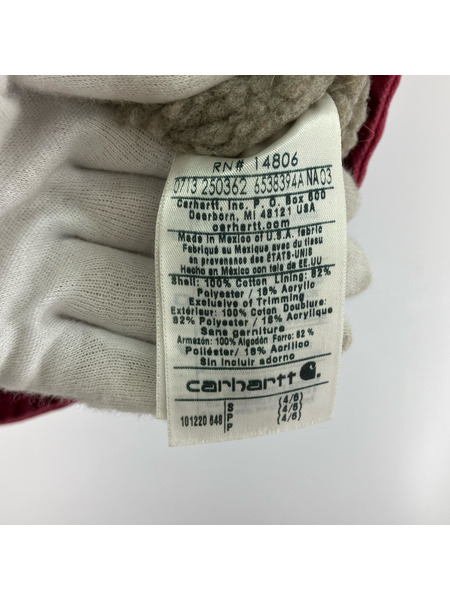 RN# 14806
0713 250362 6538394A NA 03
Carhartt, Inc. P. O. Box 600
Dearborn, MI 48121 USA
carhartt.com
Made in Mexico of U.S.A. fabric
Fabriqué au Mexique avec du tissu
en provenance des ÉTATS-UNIS
Hecho en México con tela de EE.UU
Shell: 100% Cotton Lining: 82%
Polyester / 18% Acrylic
Exclusive of Trimming
Extérieur: 100% Coton Doublure:
82% Polyester / 18% Acrylique
Sans garniture
Armazón: 100% Algodón Forro: 82 %
Poliéster/ 18% Acrílico
Sin incluir adorno
carhartt
S (4/6)
101220 648 P (4/6)
P (4/6)